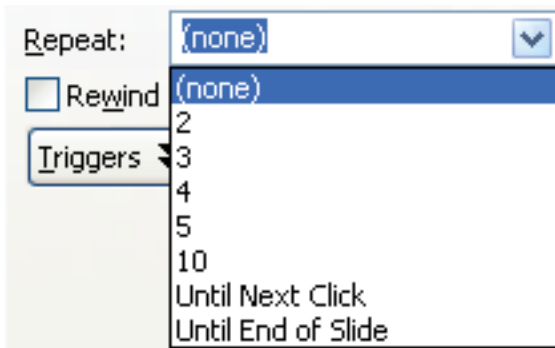 Repeat: (none)
Rewind (none)
2
Triggers 3
4
5
10
Until Next Click
Until End of Slide